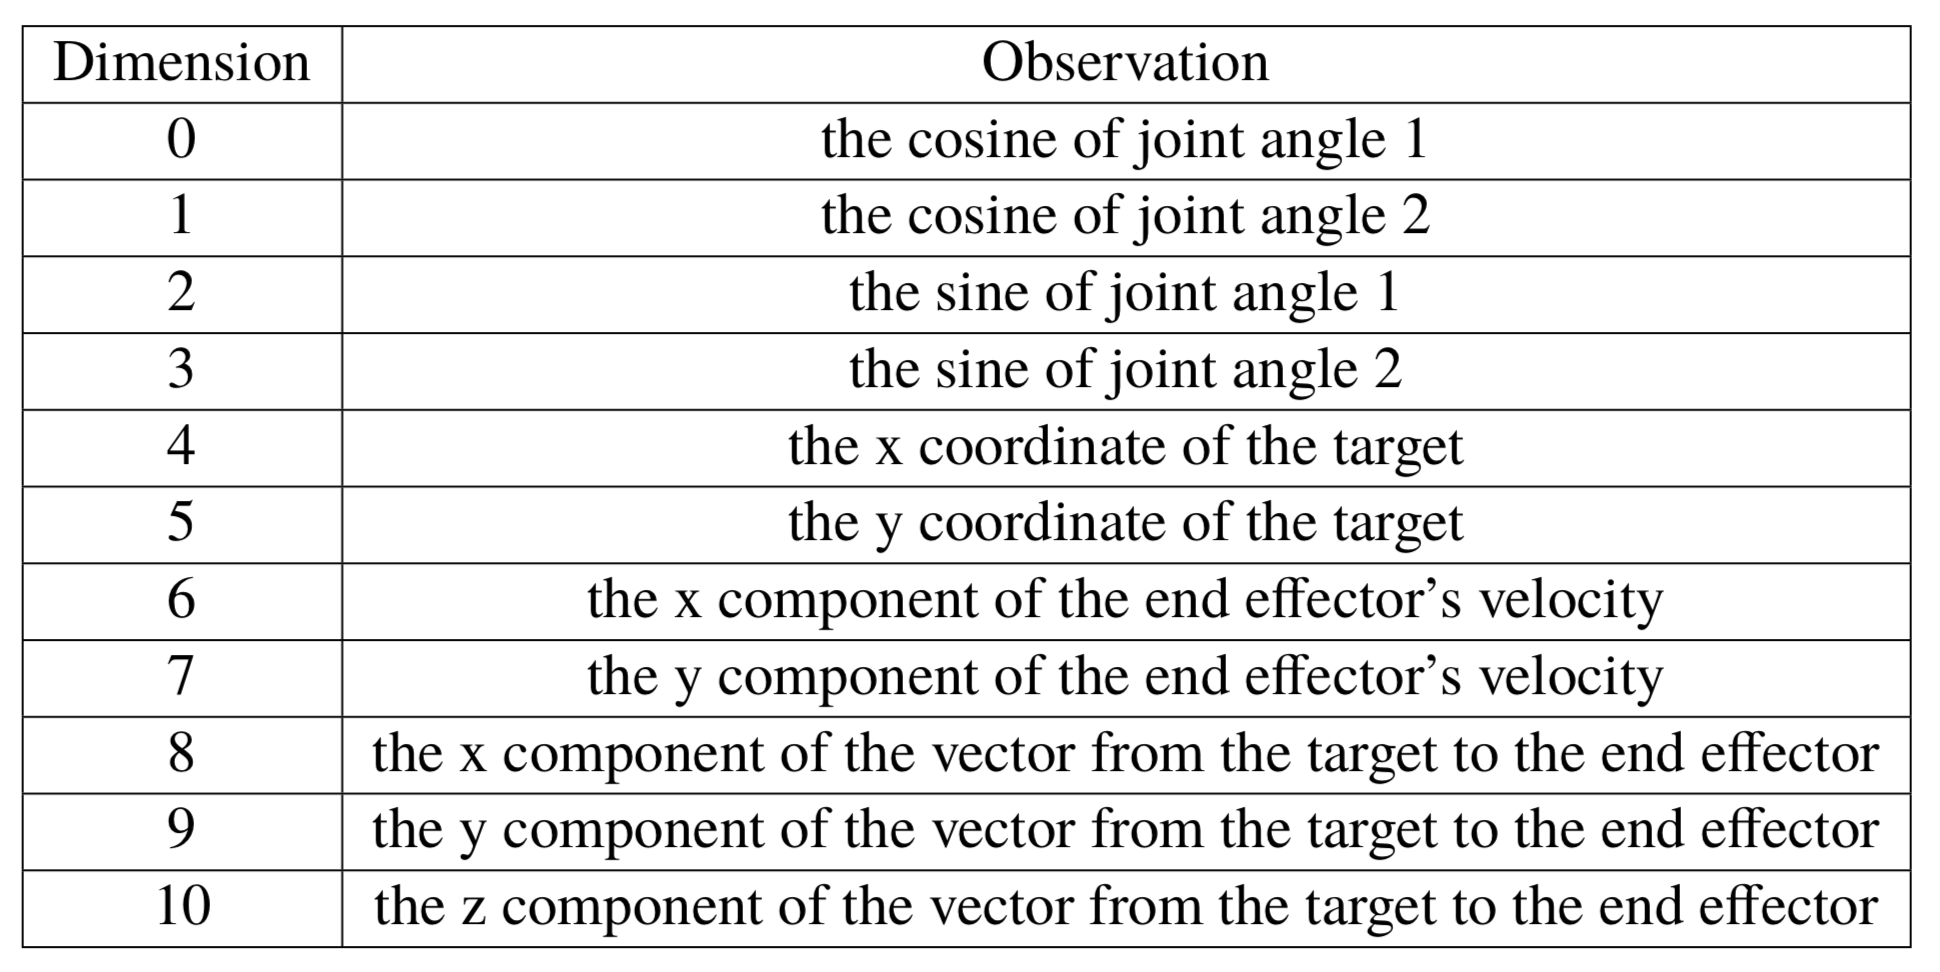 Dimension Observation
0 the cosine of joint angle 1
1 the cosine of joint angle 2
2 the sine of joint angle 1
3 the sine of joint angle 2
4 the x coordinate of the target
5 the y coordinate of the target
6 the x component of the end effector’s velocity
7 the y component of the end effector’s velocity
8 the x component of the vector from the target to the end effector
9 the y component of the vector from the target to the end effector
10 the z component of the vector from the target to the end effector